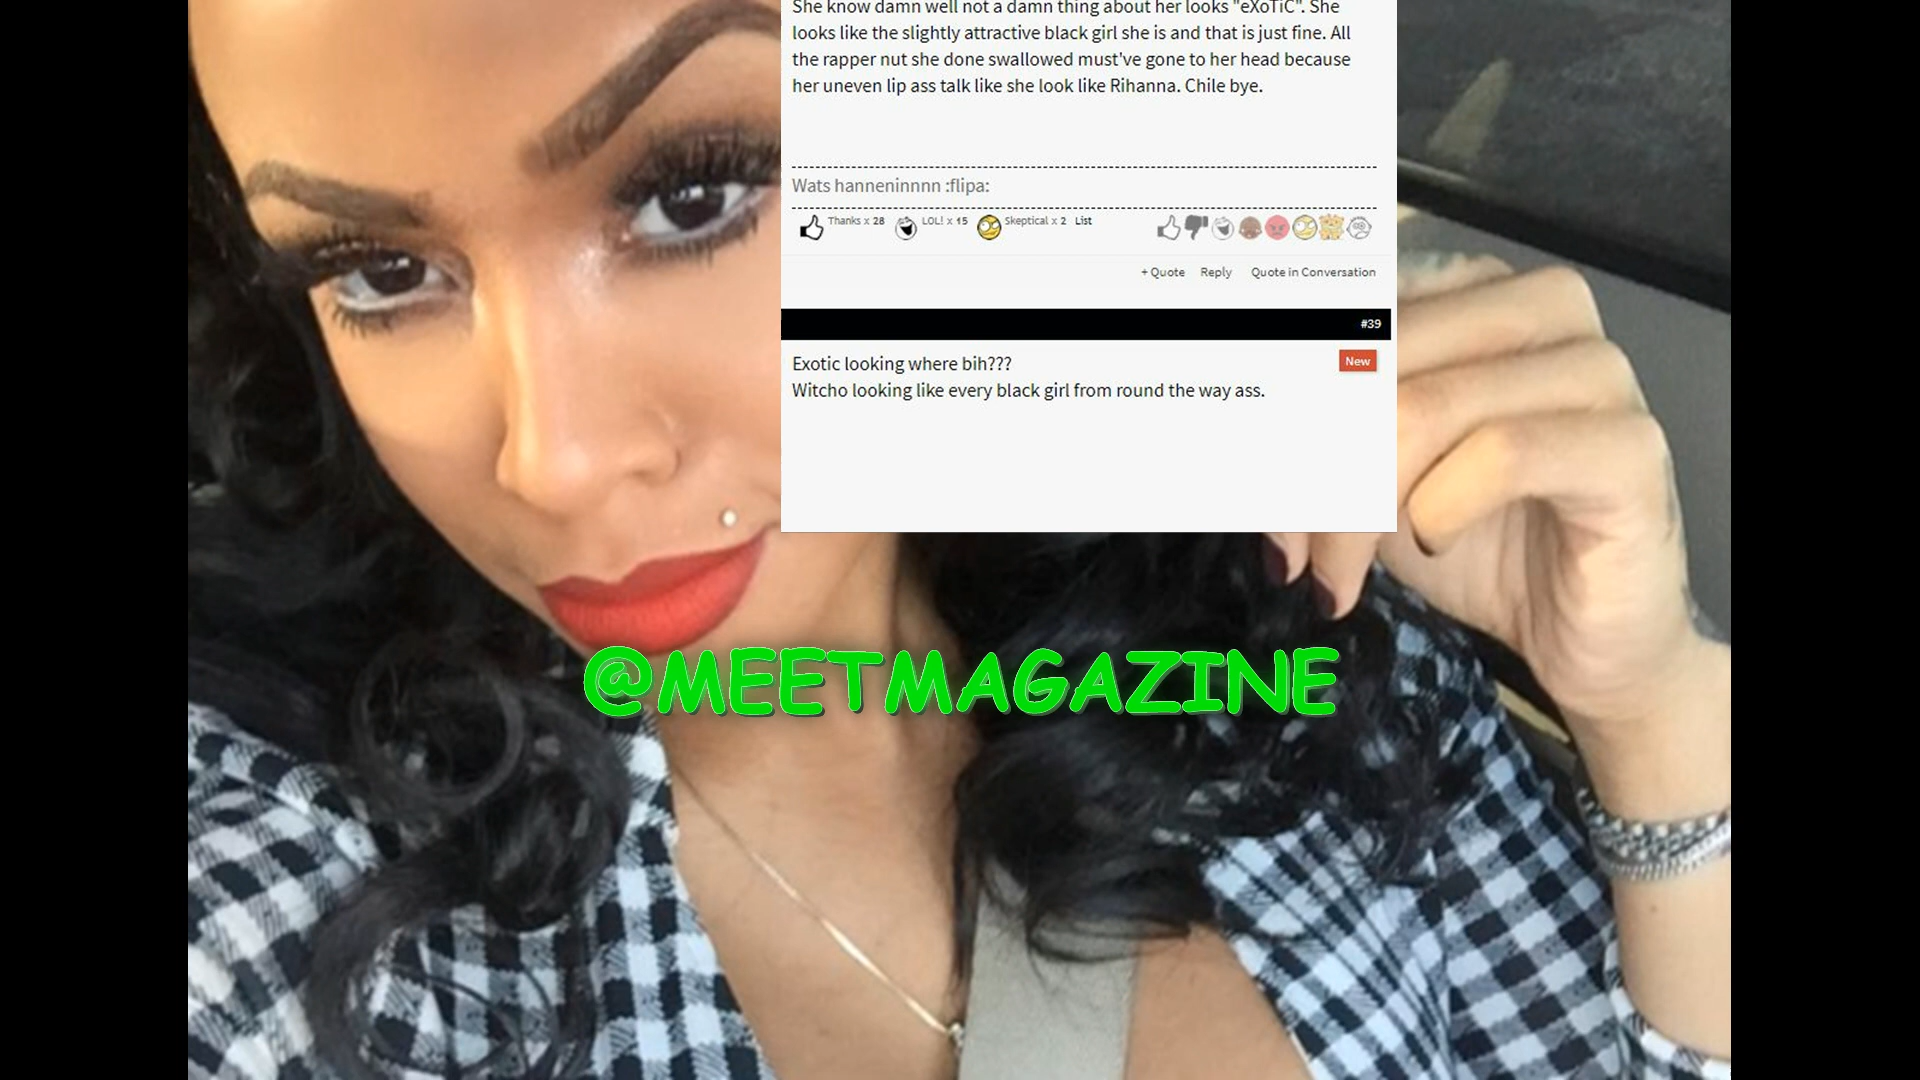 She know damn well not a damn thing about her looks "eXoTiC". She
looks like the slightly attractive black girl she is and that is just fine. All
the rapper nut she done swallowed must've gone to her head because
her uneven lip ass talk like she look like Rihanna. Chile bye.
Wats hanneninnnn :flipa:
Thanks x 28 LOL! x 15 Skeptical x 2 List
+ Quote Reply Quote in Conversation
#39
Exotic looking where bih??? New
Witcho looking like every black girl from round the way ass.
@MEETMAGAZINE